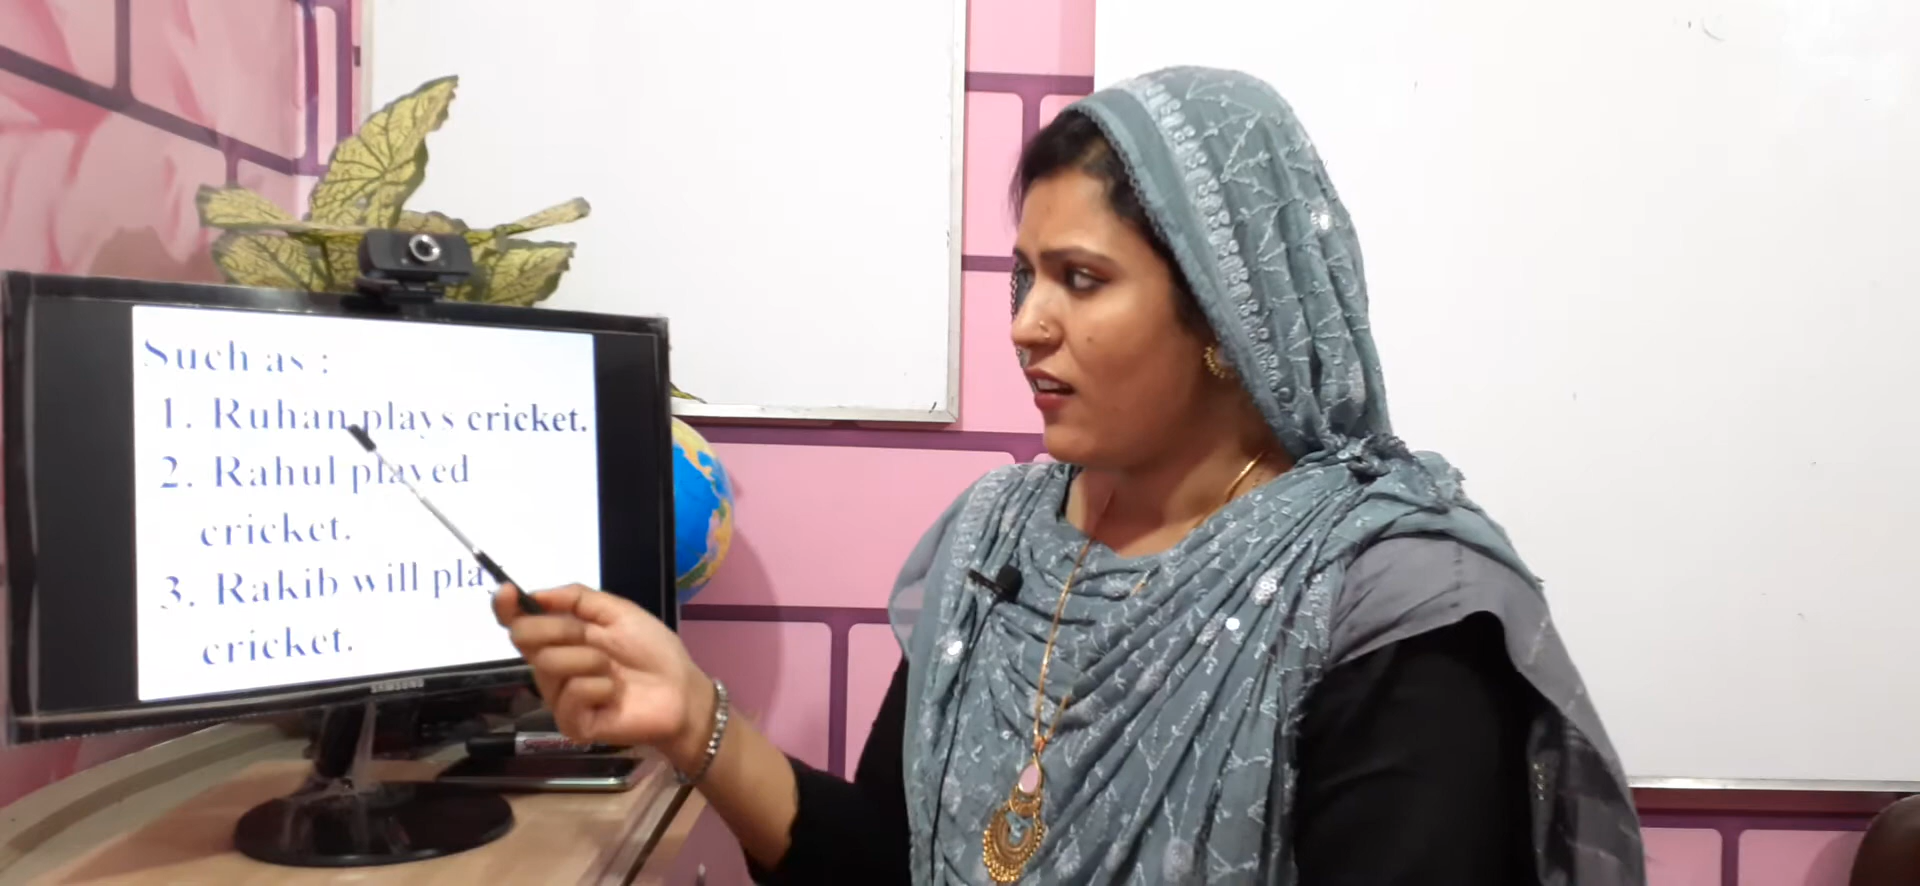 Such as :
1. Ruhan plays cricket.
2. Rahul played
cricket.
3. Rakib will play
cricket.
SAMSUNG